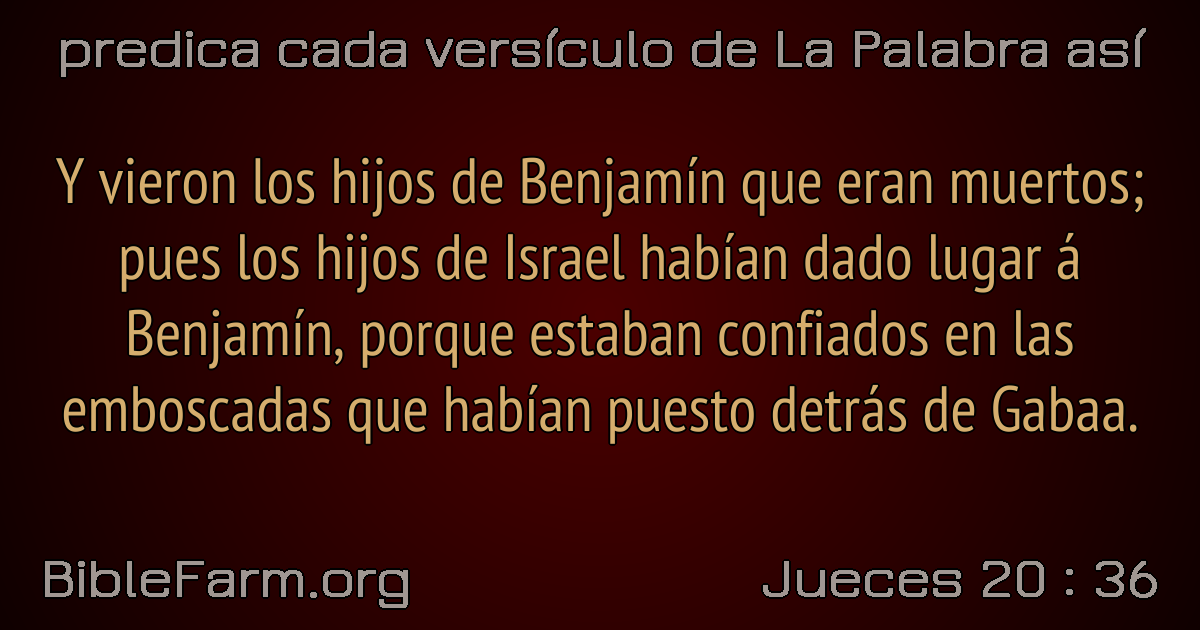 predica cada versículo de La Palabra así
Y vieron los hijos de Benjamín que eran muertos;
pues los hijos de Israel habían dado lugar á
Benjamín, porque estaban confiados en las
emboscadas que habían puesto detrás de Gabaa.
BibleFarm.org
Jueces 20 : 36